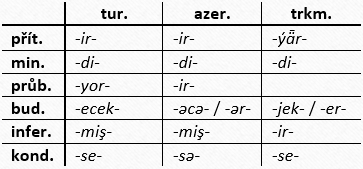 tur. azer. trkm.
přít. -ir- -ir- -ýǟr-
min. -di- -di- -di-
průb. -yor- -ir-
bud. -ecek- -əcə- / -ər- -jek- / -er-
infer. -miş- -miş- -ir-
kond. -se- -sə- -se-